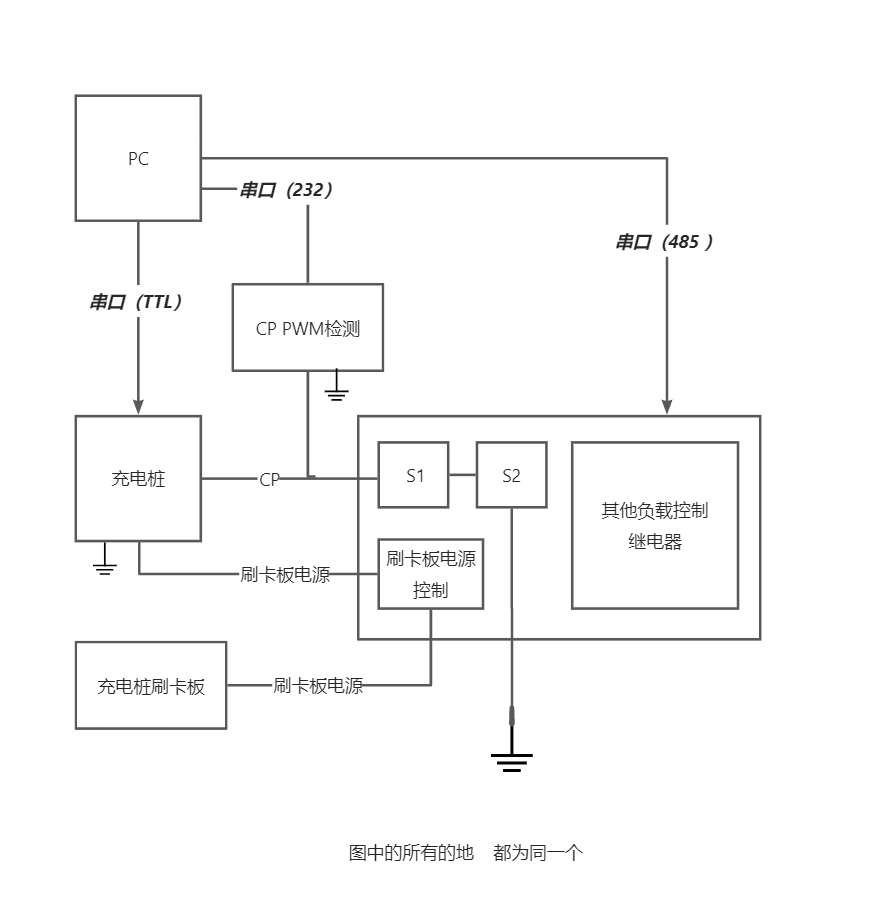 PC
串口（232）
串口（485 ）
串口（TTL）
CP PWM检测
充电桩
CP
S1
S2
其他负载控制
继电器
刷卡板电源
刷卡板电源
控制
充电桩刷卡板
刷卡板电源
图中的所有的地    都为同一个